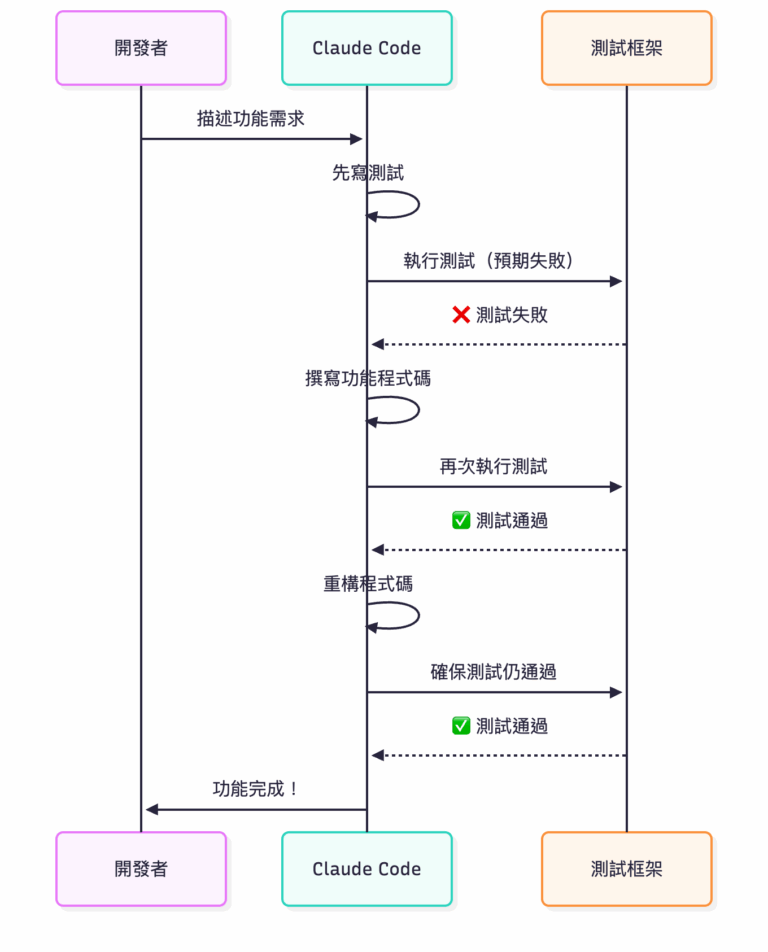 開發者
Claude Code
測試框架
描述功能需求
先寫測試
執行測試（預期失敗）
❌ 測試失敗
撰寫功能程式碼
再次執行測試
✅ 測試通過
重構程式碼
確保測試仍通過
✅ 測試通過
功能完成！
開發者
Claude Code
測試框架